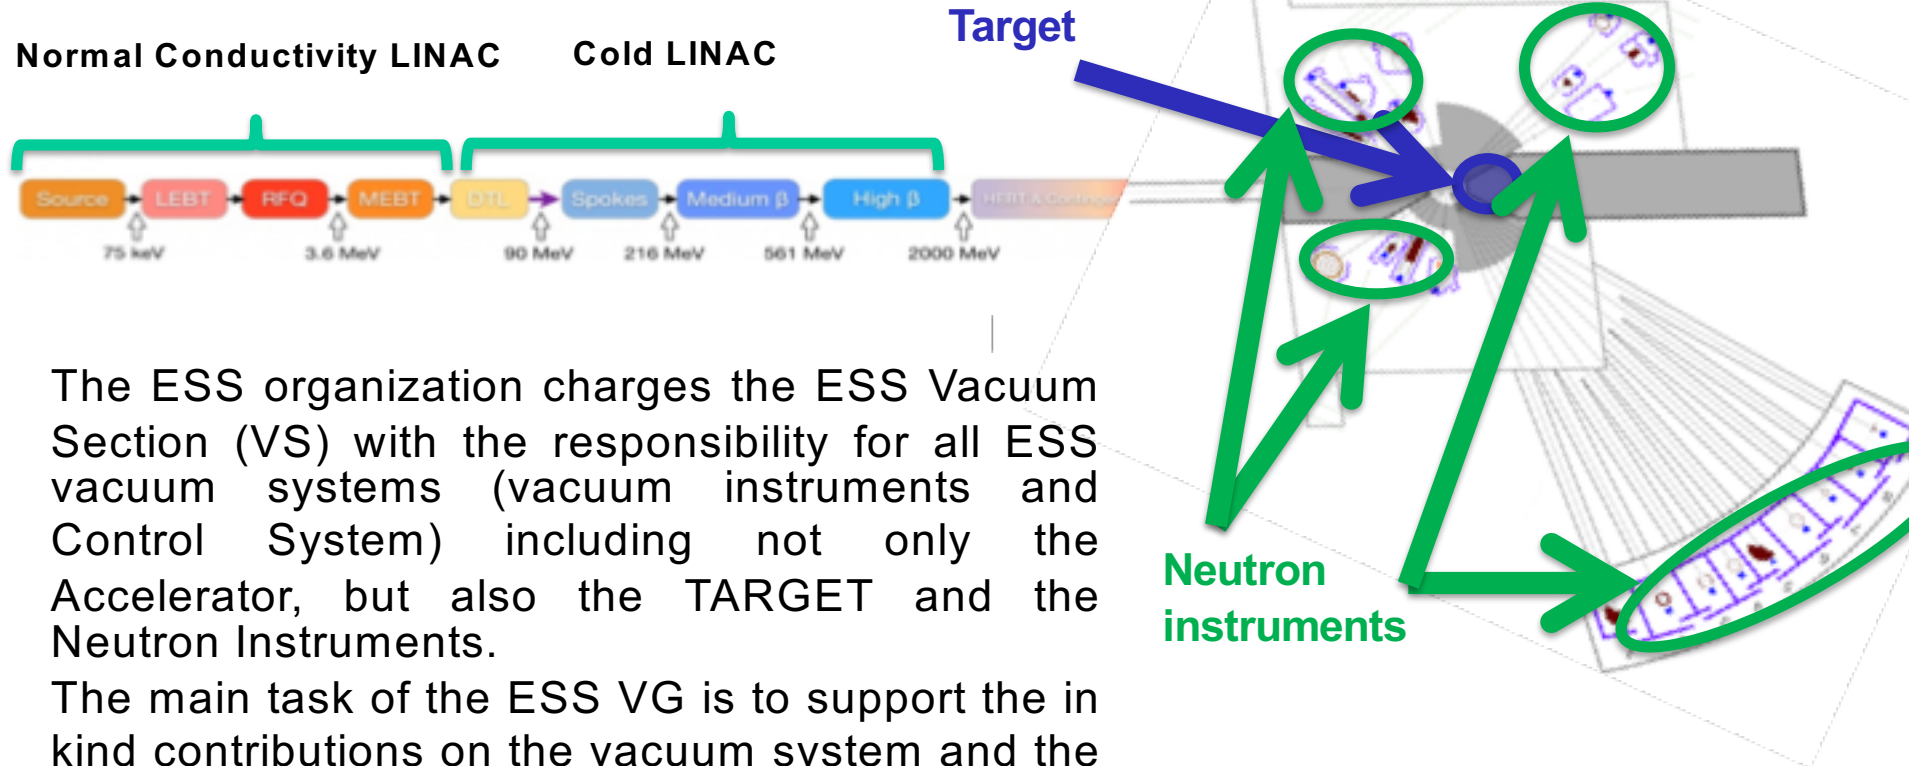 Target
Normal Conductivity LINAC
Cold LINAC
Source LEBT RFQ MEBT DTL Spokes Medium β High β HEBT & Contingency
75 keV 3.6 MeV 90 MeV 216 MeV 561 MeV 2000 MeV
The ESS organization charges the ESS Vacuum
Section (VS) with the responsibility for all ESS
vacuum systems (vacuum instruments and
Control System) including not only the
Accelerator, but also the TARGET and the
Neutron Instruments.
The main task of the ESS VG is to support the in
kind contributions on the vacuum system and the
Neutron
instruments